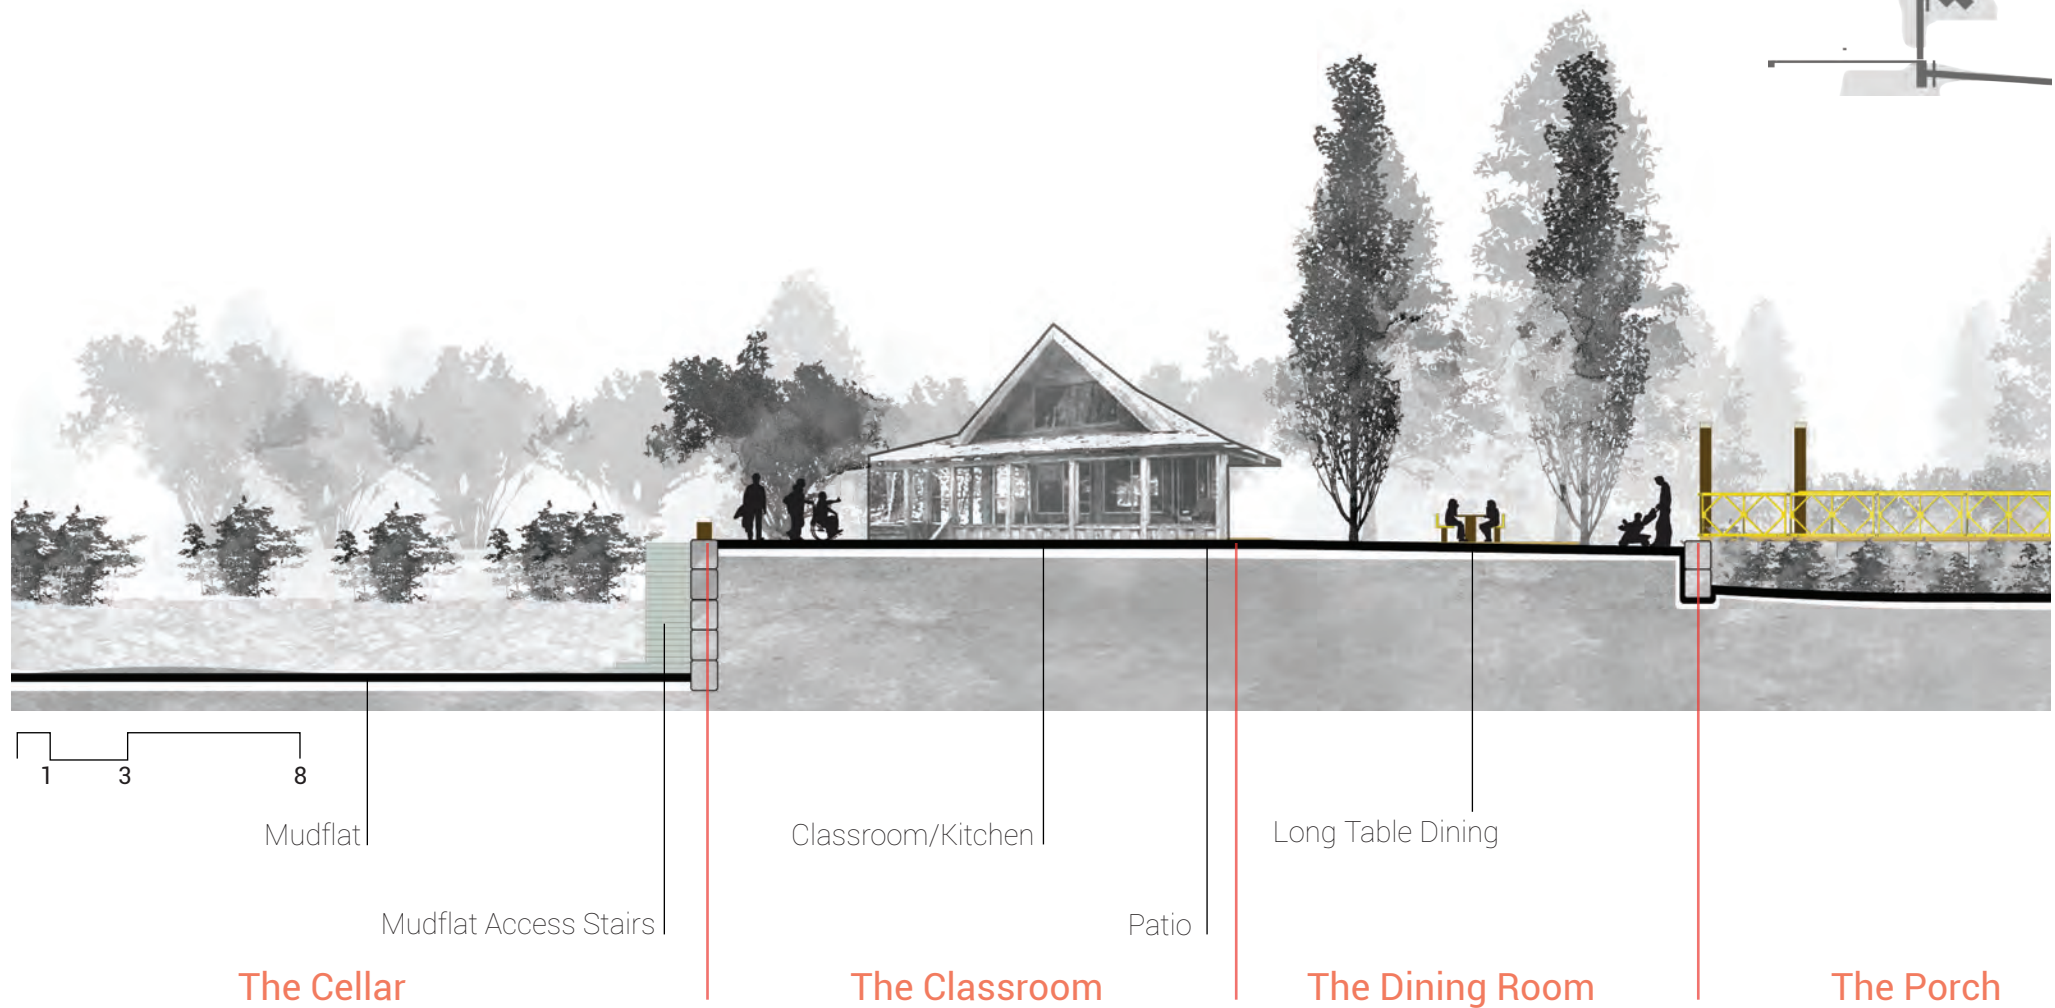 1 3 8
Mudflat
Classroom/Kitchen
Long Table Dining
Mudflat Access Stairs
Patio
The Cellar
The Classroom
The Dining Room
The Porch